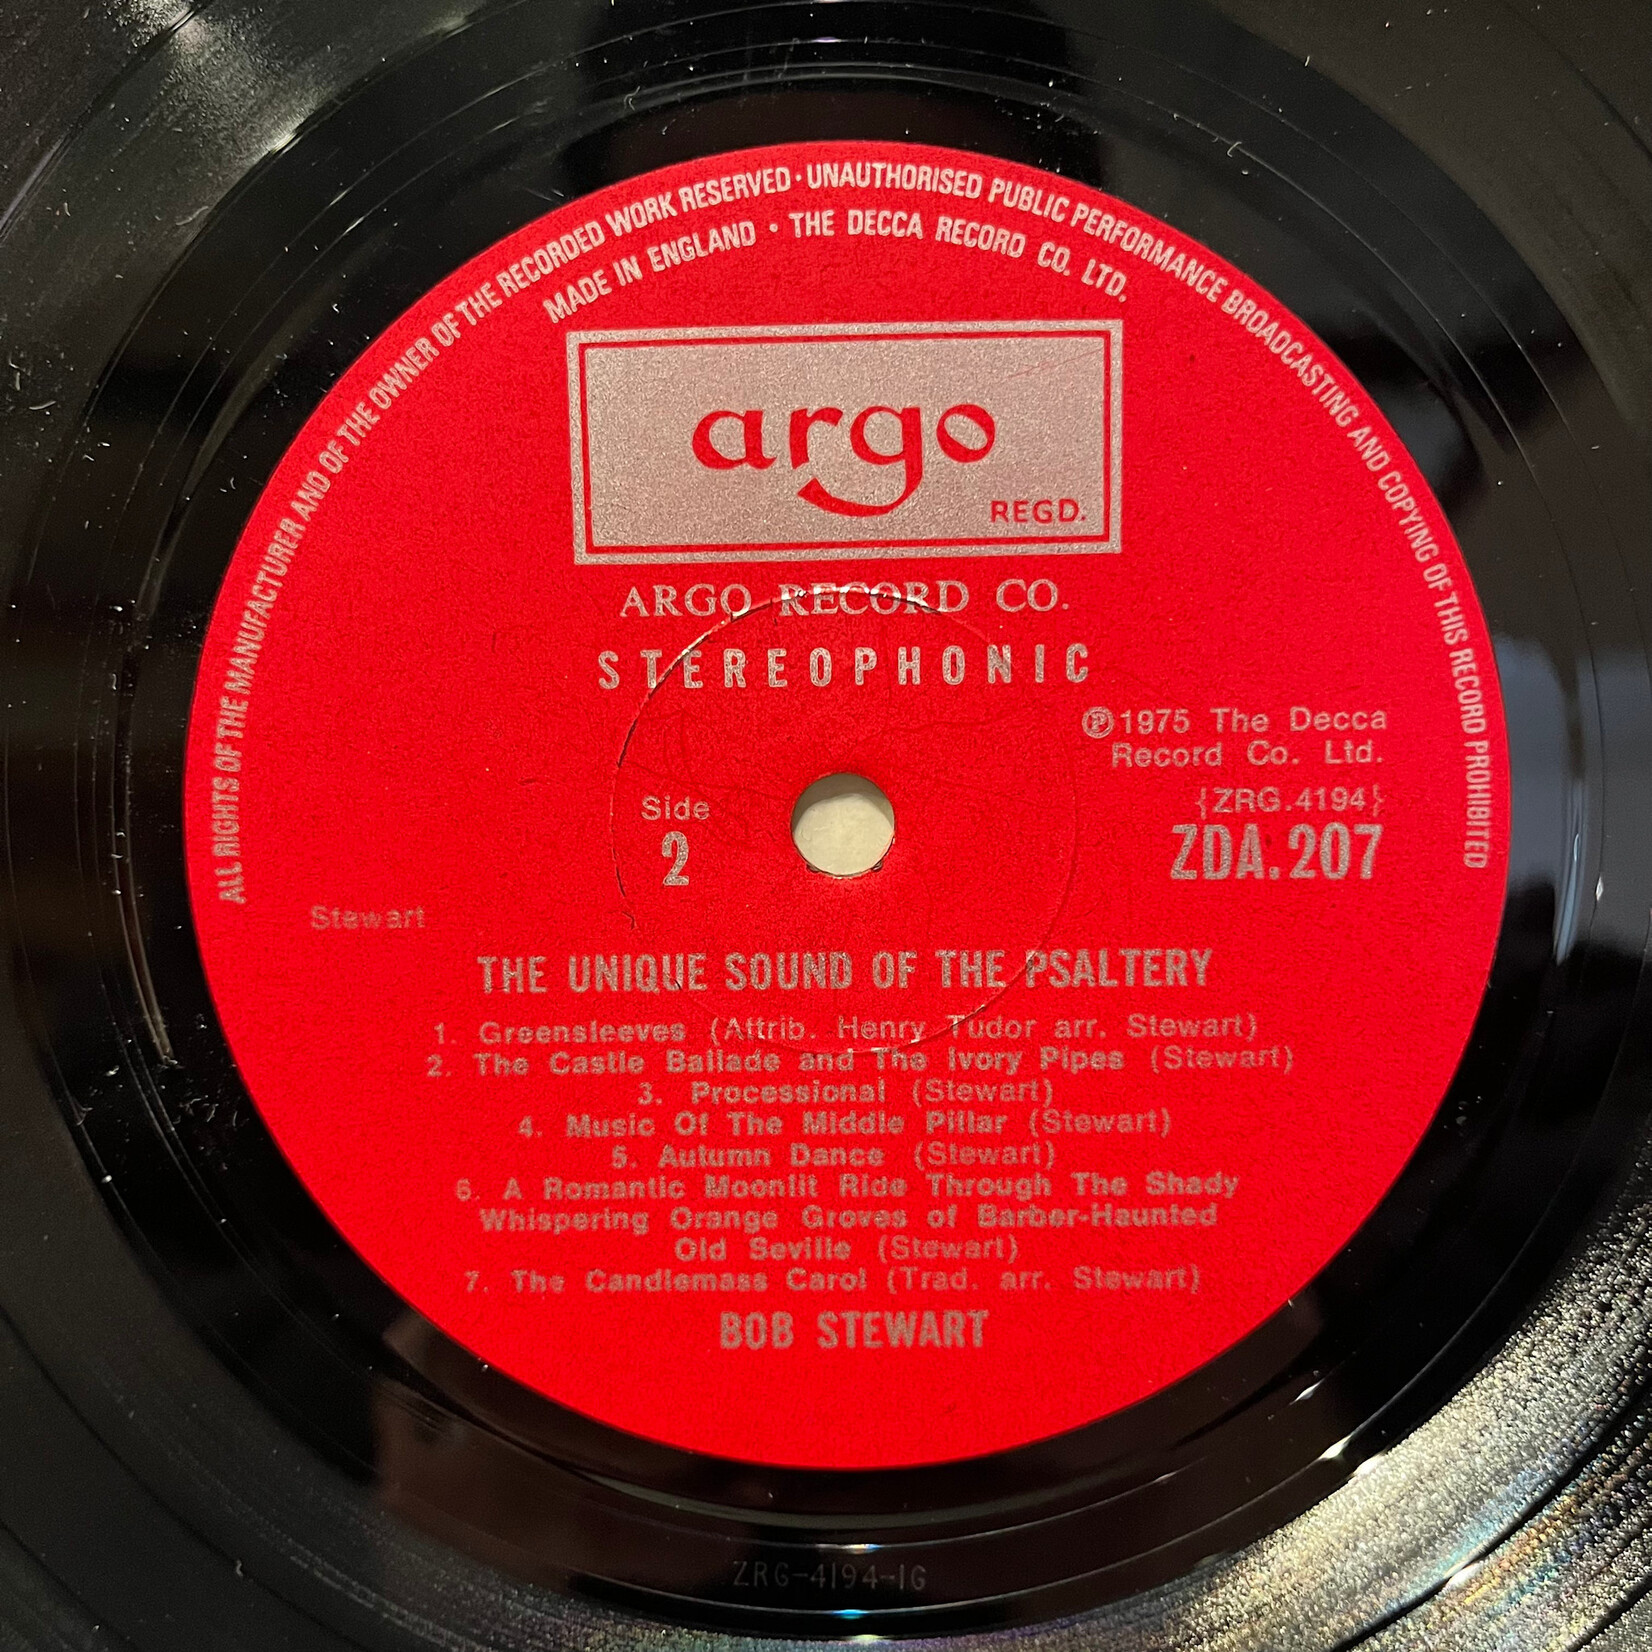 ALL RIGHTS OF THE MANUFACTURER AND OF THE OWNER OF THE RECORDED WORK RESERVED · UNAUTHORISED PUBLIC PERFORMANCE BROADCASTING AND COPYING OF THIS RECORD PROHIBITED
MADE IN ENGLAND · THE DECCA RECORD CO. LTD.
argo
REGD.
ARGO RECORD CO.
STEREOPHONIC
℗1975 The Decca
Record Co. Ltd.
{ZRG.4194}
Side
2
ZDA.207
Stewart
THE UNIQUE SOUND OF THE PSALTERY
1. Greensleeves (Attrib. Henry Tudor arr. Stewart)
2. The Castle Ballade and The Ivory Pipes (Stewart)
3. Processional (Stewart)
4. Music Of The Middle Pillar (Stewart)
5. Autumn Dance (Stewart)
6. A Romantic Moonlit Ride Through The Shady
Whispering Orange Groves of Barber-Haunted
Old Seville (Stewart)
7. The Candlemass Carol (Trad. arr. Stewart)
BOB STEWART
ZRG-4194-1G